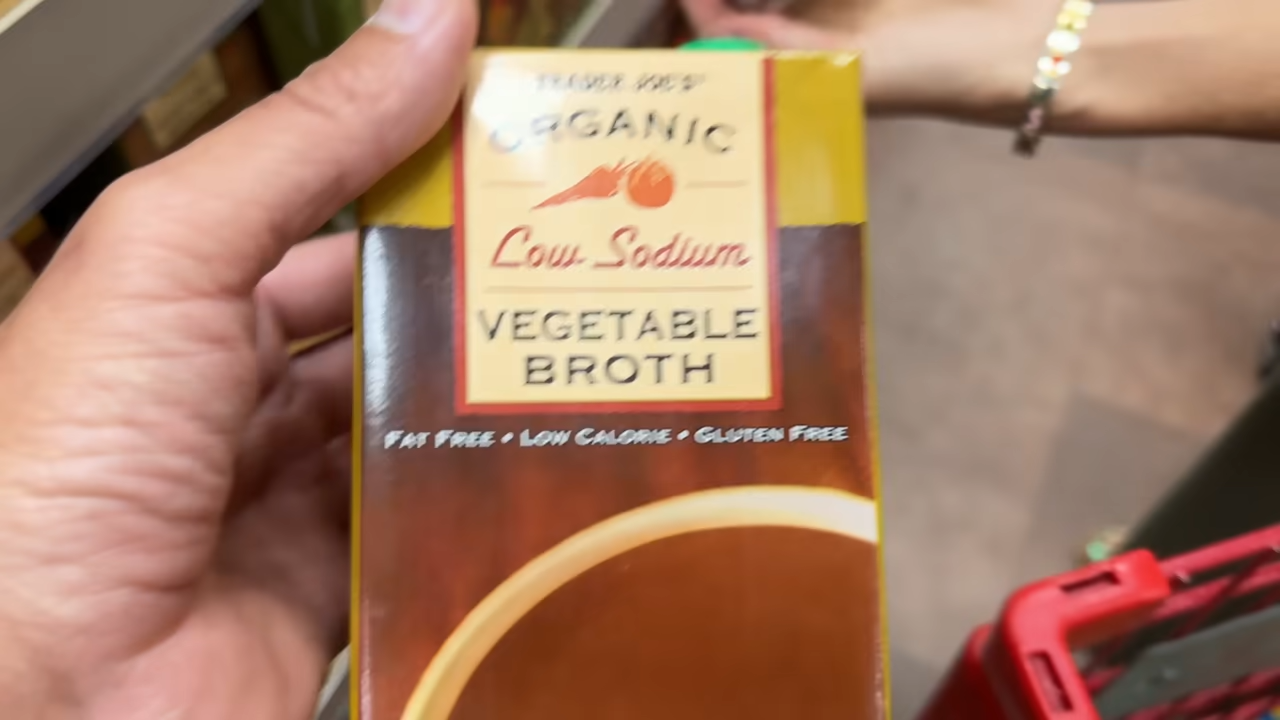 TRADER JOE'S®
ORGANIC
Low Sodium
VEGETABLE
BROTH
FAT FREE • LOW CALORIE • GLUTEN FREE